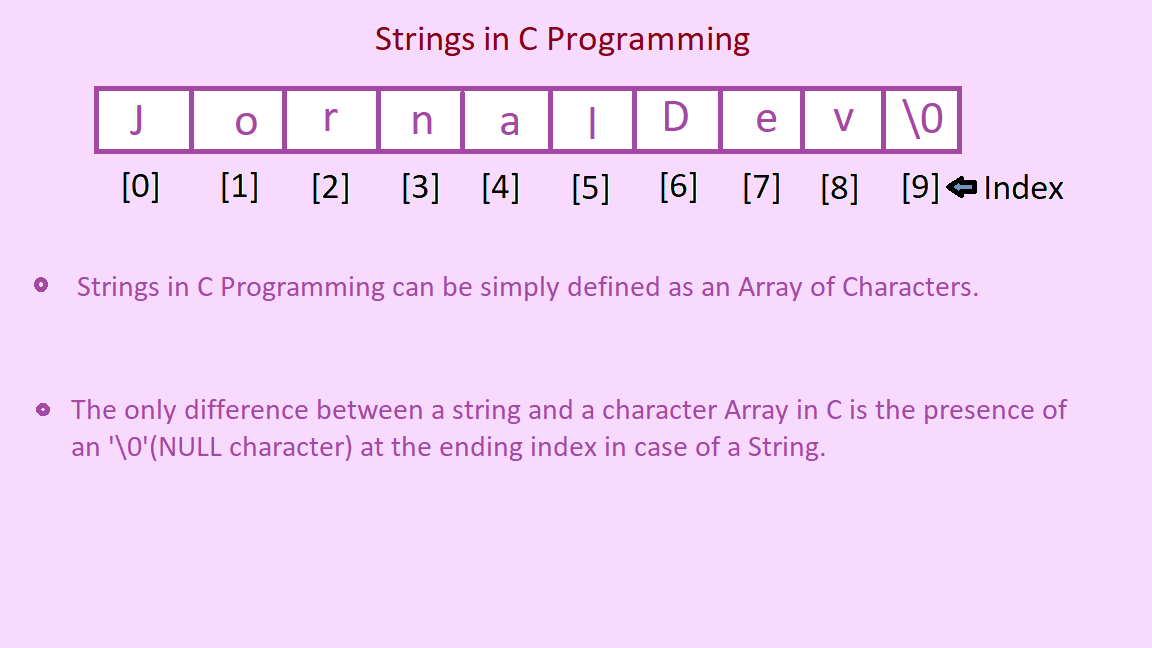 Strings in C Programming
J o r n a l D e v \0
[0] [1] [2] [3] [4] [5] [6] [7] [8] [9] Index
Strings in C Programming can be simply defined as an Array of Characters.
The only difference between a string and a character Array in C is the presence of
an '\0'(NULL character) at the ending index in case of a String.